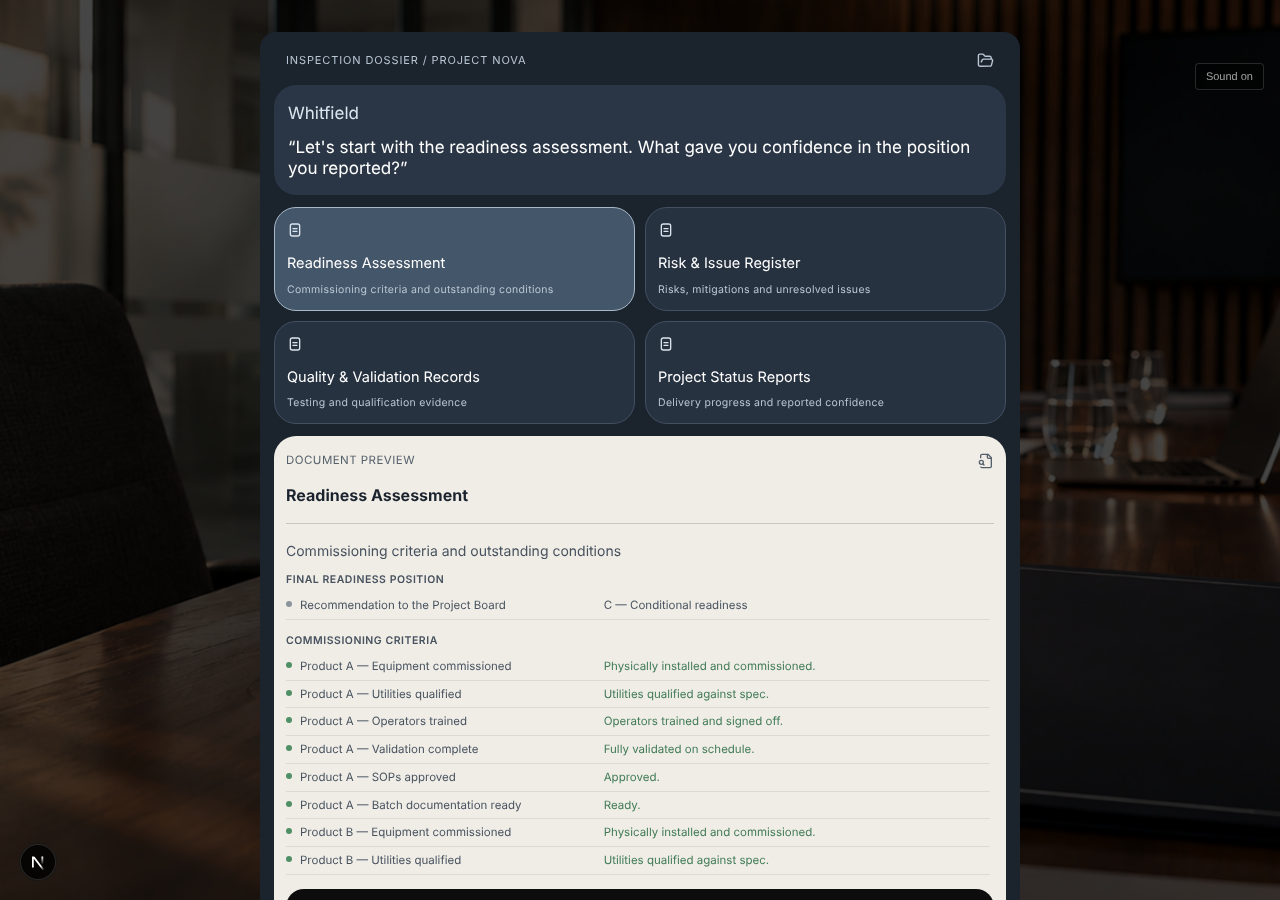 INSPECTION DOSSIER / PROJECT NOVA
Sound on
Whitfield
“Let's start with the readiness assessment. What gave you confidence in the position
you reported?”
Readiness Assessment
Commissioning criteria and outstanding conditions
Risk & Issue Register
Risks, mitigations and unresolved issues
Quality & Validation Records
Testing and qualification evidence
Project Status Reports
Delivery progress and reported confidence
DOCUMENT PREVIEW
Readiness Assessment
Commissioning criteria and outstanding conditions
FINAL READINESS POSITION
Recommendation to the Project Board C — Conditional readiness
COMMISSIONING CRITERIA
Product A — Equipment commissioned Physically installed and commissioned.
Product A — Utilities qualified Utilities qualified against spec.
Product A — Operators trained Operators trained and signed off.
Product A — Validation complete Fully validated on schedule.
Product A — SOPs approved Approved.
Product A — Batch documentation ready Ready.
Product B — Equipment commissioned Physically installed and commissioned.
Product B — Utilities qualified Utilities qualified against spec.
N